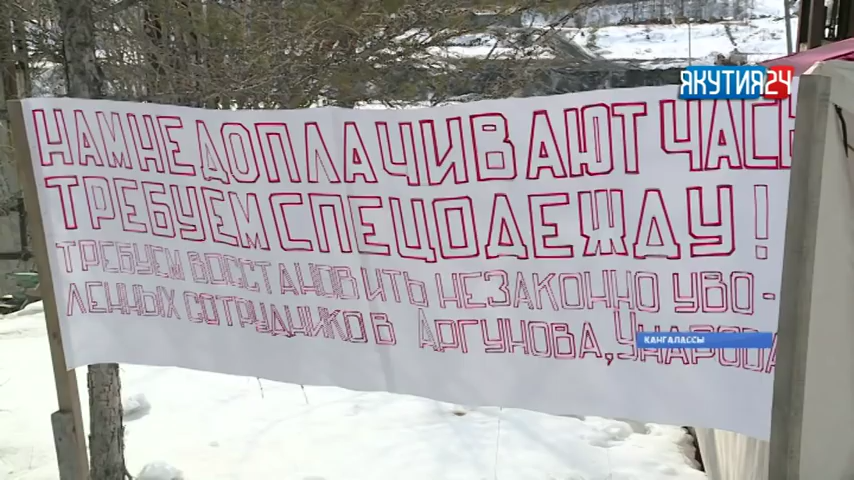 ЯКУТИЯ24
НАМ НЕДОПЛАЧИВАЮТ ЧАСЫ
ТРЕБУЕМ СПЕЦОДЕЖДУ!
ТРЕБУЕМ ВОССТАНОВИТЬ НЕЗАКОННО УВО-
ЛЕННЫХ СОТРУДНИКОВ АРГУНОВА,
КАНГАЛАССЫ